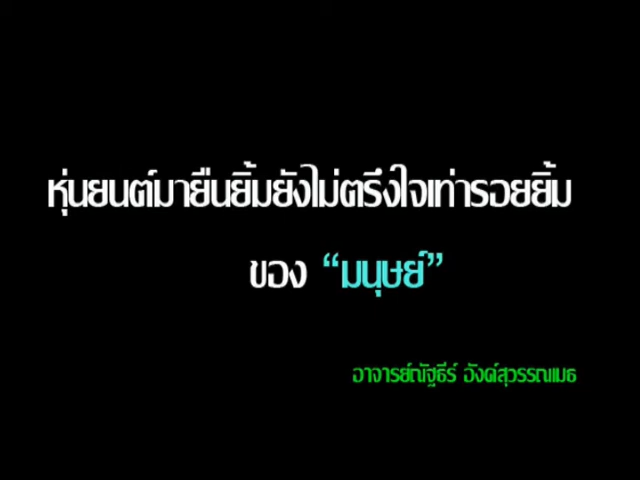 หุ่นยนต์มายืนยิ้มยังไม่ตรึงใจเท่ารอยยิ้ม
ของ “มนุษย์”
อาจารย์ณัฐธีร์ อังค์สุวรรณเมธ